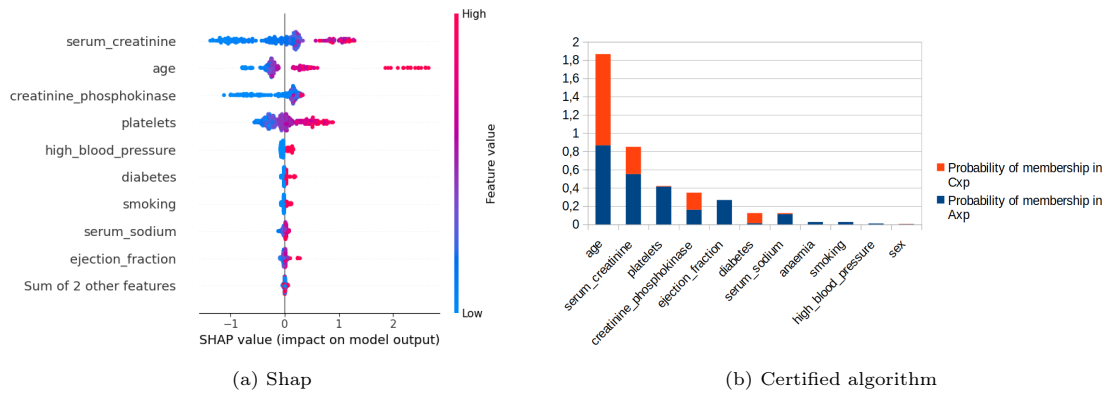 High
serum_creatinine
age
creatinine_phosphokinase
platelets
high_blood_pressure
diabetes
smoking
serum_sodium
ejection_fraction
Sum of 2 other features
Low
Feature value
−1
0
1
2
SHAP value (impact on model output)
(a) Shap
2
1,8
1,6
1,4
1,2
1
0,8
0,6
0,4
0,2
0
age
serum_creatinine
platelets
creatinine_phosphokinase
ejection_fraction
diabetes
serum_sodium
anaemia
smoking
high_blood_pressure
sex
Probability of membership in
Cxp
Probability of membership in
Axp
(b) Certified algorithm